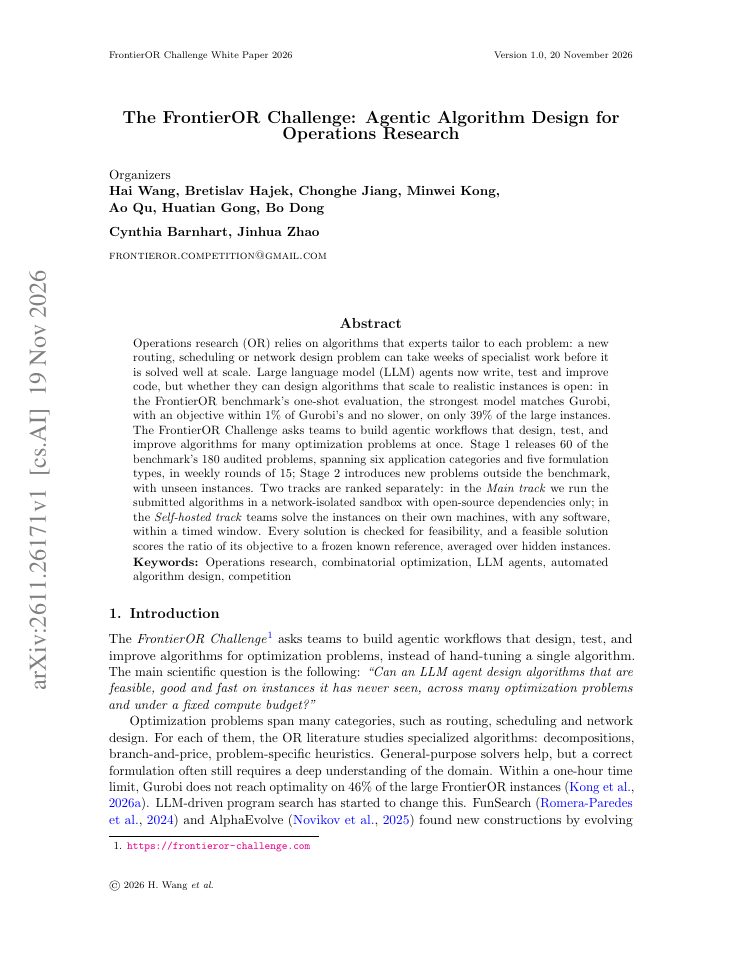 FrontierOR Challenge White Paper 2026
Version 1.0, 20 November 2026
The FrontierOR Challenge: Agentic Algorithm Design for
Operations Research
Organizers
Hai Wang, Bretislav Hajek, Chonghe Jiang, Minwei Kong,
Ao Qu, Huatian Gong, Bo Dong
Cynthia Barnhart, Jinhua Zhao
FRONTIEROR.COMPETITION@GMAIL.COM
arXiv:2611.26171v1 [cs.AI] 19 Nov 2026
Abstract
Operations research (OR) relies on algorithms that experts tailor to each problem: a new
routing, scheduling or network design problem can take weeks of specialist work before it
is solved well at scale. Large language model (LLM) agents now write, test and improve
code, but whether they can design algorithms that scale to realistic instances is open: in
the FrontierOR benchmark's one-shot evaluation, the strongest model matches Gurobi,
with an objective within 1% of Gurobi's and no slower, on only 39% of the large instances.
The FrontierOR Challenge asks teams to build agentic workflows that design, test, and
improve algorithms for many optimization problems at once. Stage 1 releases 60 of the
benchmark's 180 audited problems, spanning six application categories and five formulation
types, in weekly rounds of 15; Stage 2 introduces new problems outside the benchmark,
with unseen instances. Two tracks are ranked separately: in the Main track we run the
submitted algorithms in a network-isolated sandbox with open-source dependencies only; in
the Self-hosted track teams solve the instances on their own machines, with any software,
within a timed window. Every solution is checked for feasibility, and a feasible solution
scores the ratio of its objective to a frozen known reference, averaged over hidden instances.
Keywords: Operations research, combinatorial optimization, LLM agents, automated
algorithm design, competition
1. Introduction
The FrontierOR Challenge1 asks teams to build agentic workflows that design, test, and
improve algorithms for optimization problems, instead of hand-tuning a single algorithm.
The main scientific question is the following: "Can an LLM agent design algorithms that are
feasible, good and fast on instances it has never seen, across many optimization problems
and under a fixed compute budget?"
Optimization problems span many categories, such as routing, scheduling and network
design. For each of them, the OR literature studies specialized algorithms: decompositions,
branch-and-price, problem-specific heuristics. General-purpose solvers help, but a correct
formulation often still requires a deep understanding of the domain. Within a one-hour time
limit, Gurobi does not reach optimality on 46% of the large FrontierOR instances (Kong et al.,
2026a). LLM-driven program search has started to change this. FunSearch (Romera-Paredes
et al., 2024) and AlphaEvolve (Novikov et al., 2025) found new constructions by evolving
1. https://frontieror-challenge.com
© 2026 H. Wang et al.